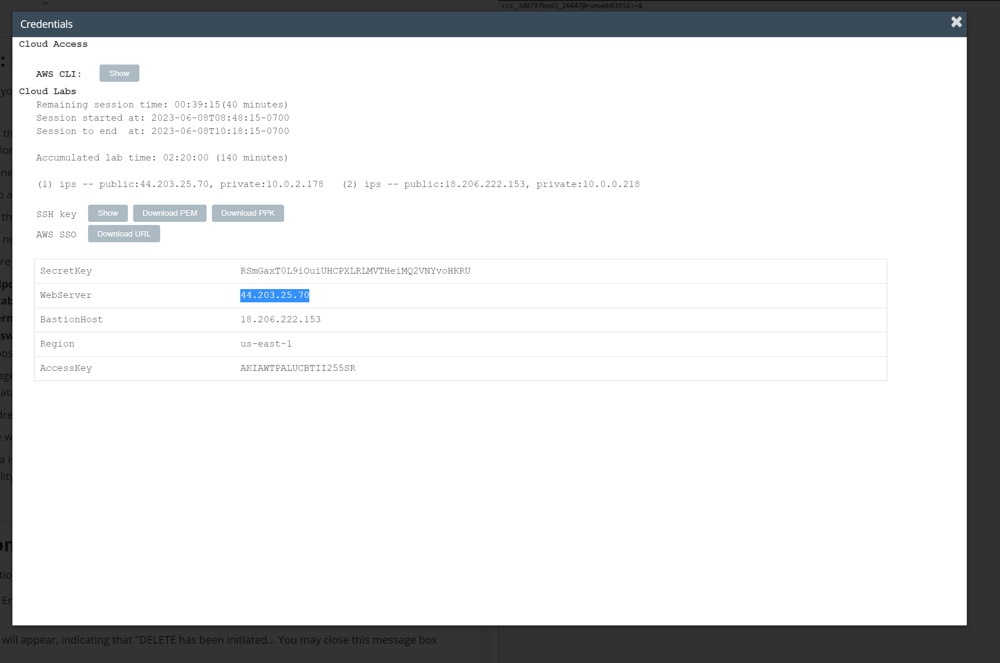 ccc_3d8797bed3_26447@runweb83952:~$
Credentials
Cloud Access
AWS CLI: Show
Cloud Labs
Remaining session time: 00:39:15(40 minutes)
Session started at: 2023-06-08T08:48:15-0700
Session to end  at: 2023-06-08T10:18:15-0700
Accumulated lab time: 02:20:00 (140 minutes)
(1) ips -- public:44.203.25.70, private:10.0.2.178 (2) ips -- public:18.206.222.153, private:10.0.0.218
SSH key Show Download PEM Download PPK
AWS SSO Download URL
SecretKey RSmGaxT0L9iOuiUHCPXLRLMVTHeiMQ2VNYvoHKRU
WebServer 44.203.25.70
BastionHost 18.206.222.153
Region us-east-1
AccessKey AKIAWTPALUCBTII255SR
will appear, indicating that "DELETE has been initiated... You may close this message box